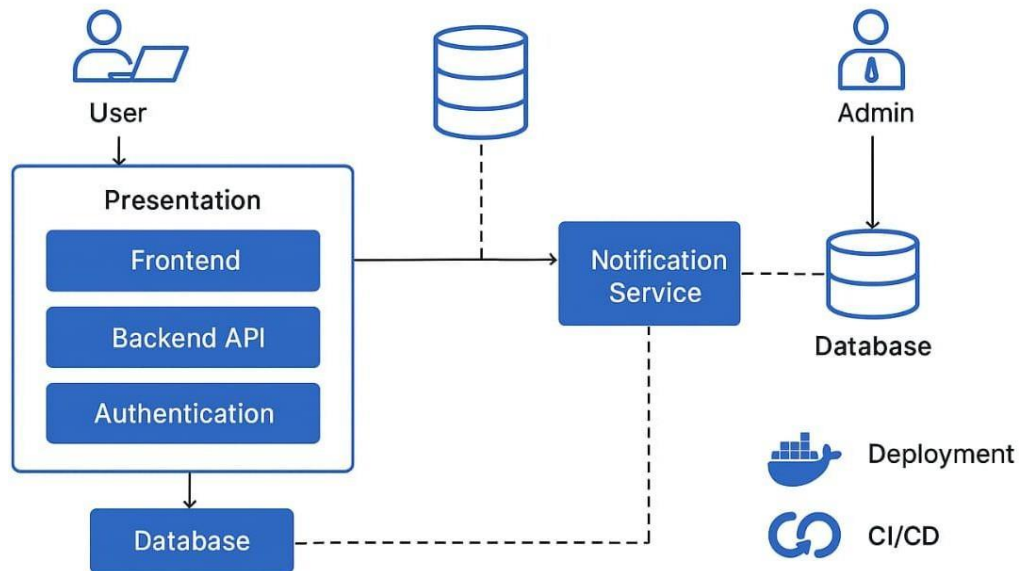 User
Admin
Presentation
Frontend
Backend API
Authentication
Notification
Service
Database
Database
Deployment
CI/CD